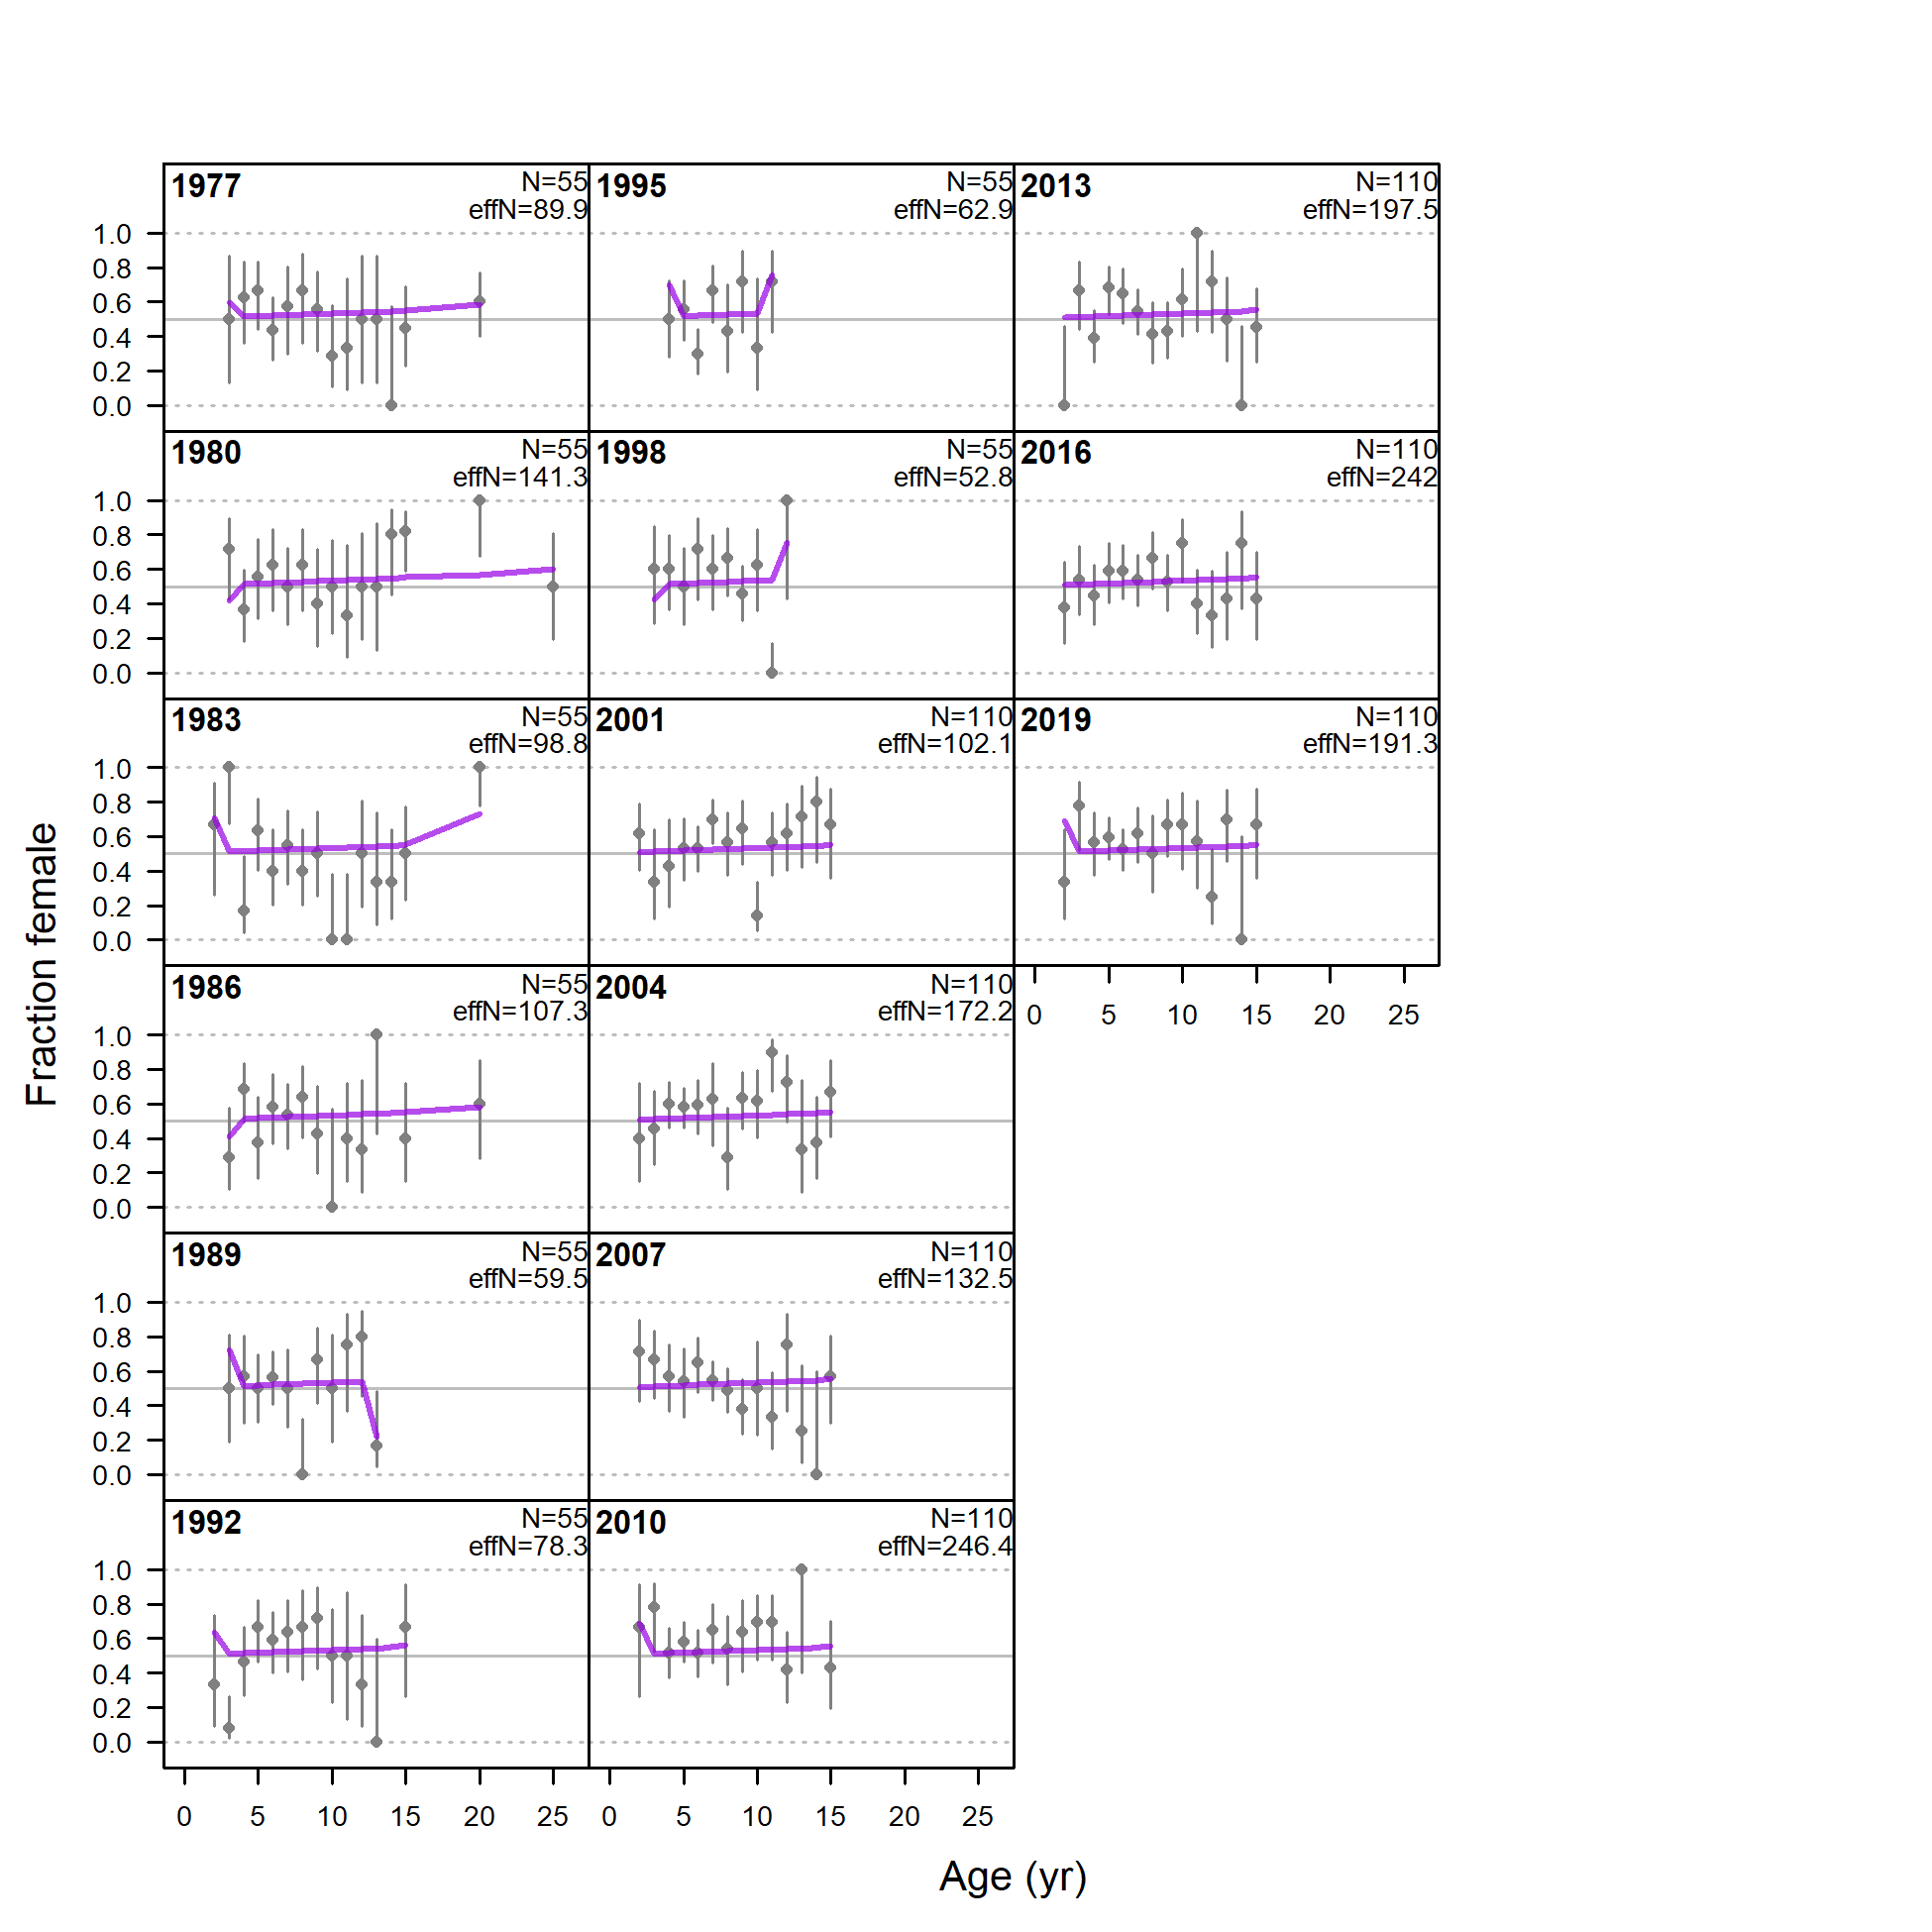 1977 N=55 1995 N=55 2013 N=110
effN=89.9 effN=62.9 effN=197.5
1.0
0.8
0.6
0.4
0.2
0.0
1980 N=55 1998 N=55 2016 N=110
effN=141.3 effN=52.8 effN=242
1.0
0.8
0.6
0.4
0.2
0.0
1983 N=55 2001 N=110 2019 N=110
effN=98.8 effN=102.1 effN=191.3
1.0
0.8
0.6
0.4
0.2
0.0
Fraction female
1986 N=55 2004 N=110
effN=107.3 effN=172.2
0 5 10 15 20 25
1.0
0.8
0.6
0.4
0.2
0.0
1989 N=55 2007 N=110
effN=59.5 effN=132.5
1.0
0.8
0.6
0.4
0.2
0.0
1992 N=55 2010 N=110
effN=78.3 effN=246.4
1.0
0.8
0.6
0.4
0.2
0.0
0 5 10 15 20 25 0 5 10 15 20 25
Age (yr)